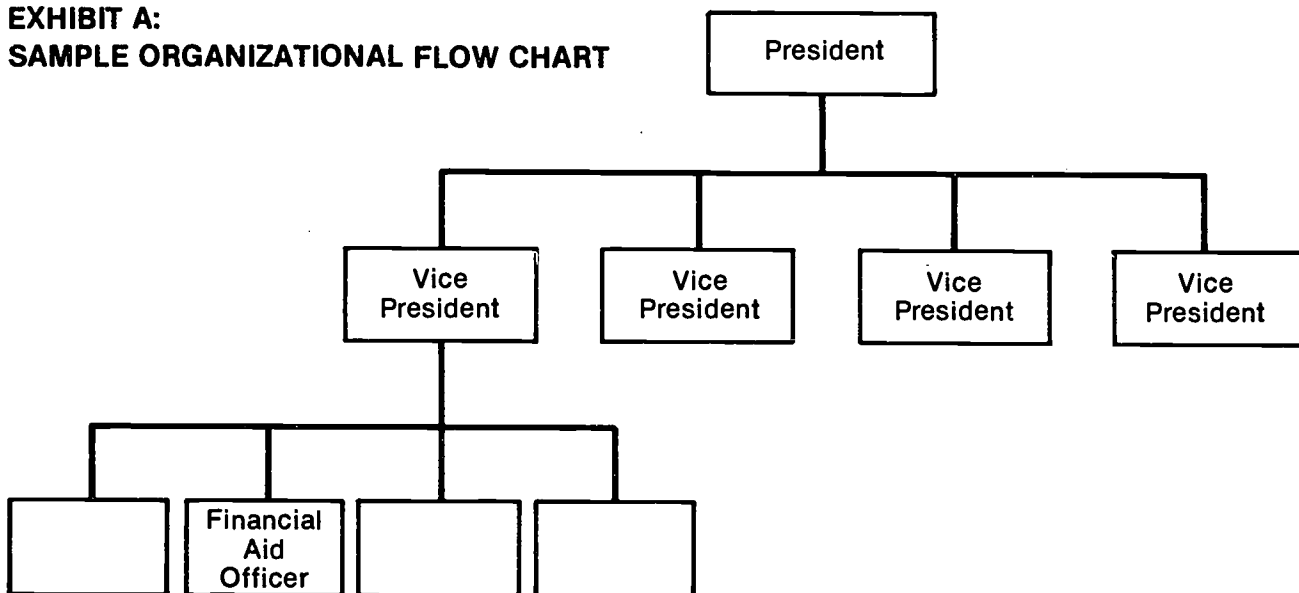 EXHIBIT A:
SAMPLE ORGANIZATIONAL FLOW CHART
President
Vice
President
Vice
President
Vice
President
Vice
President
Financial
Aid
Officer